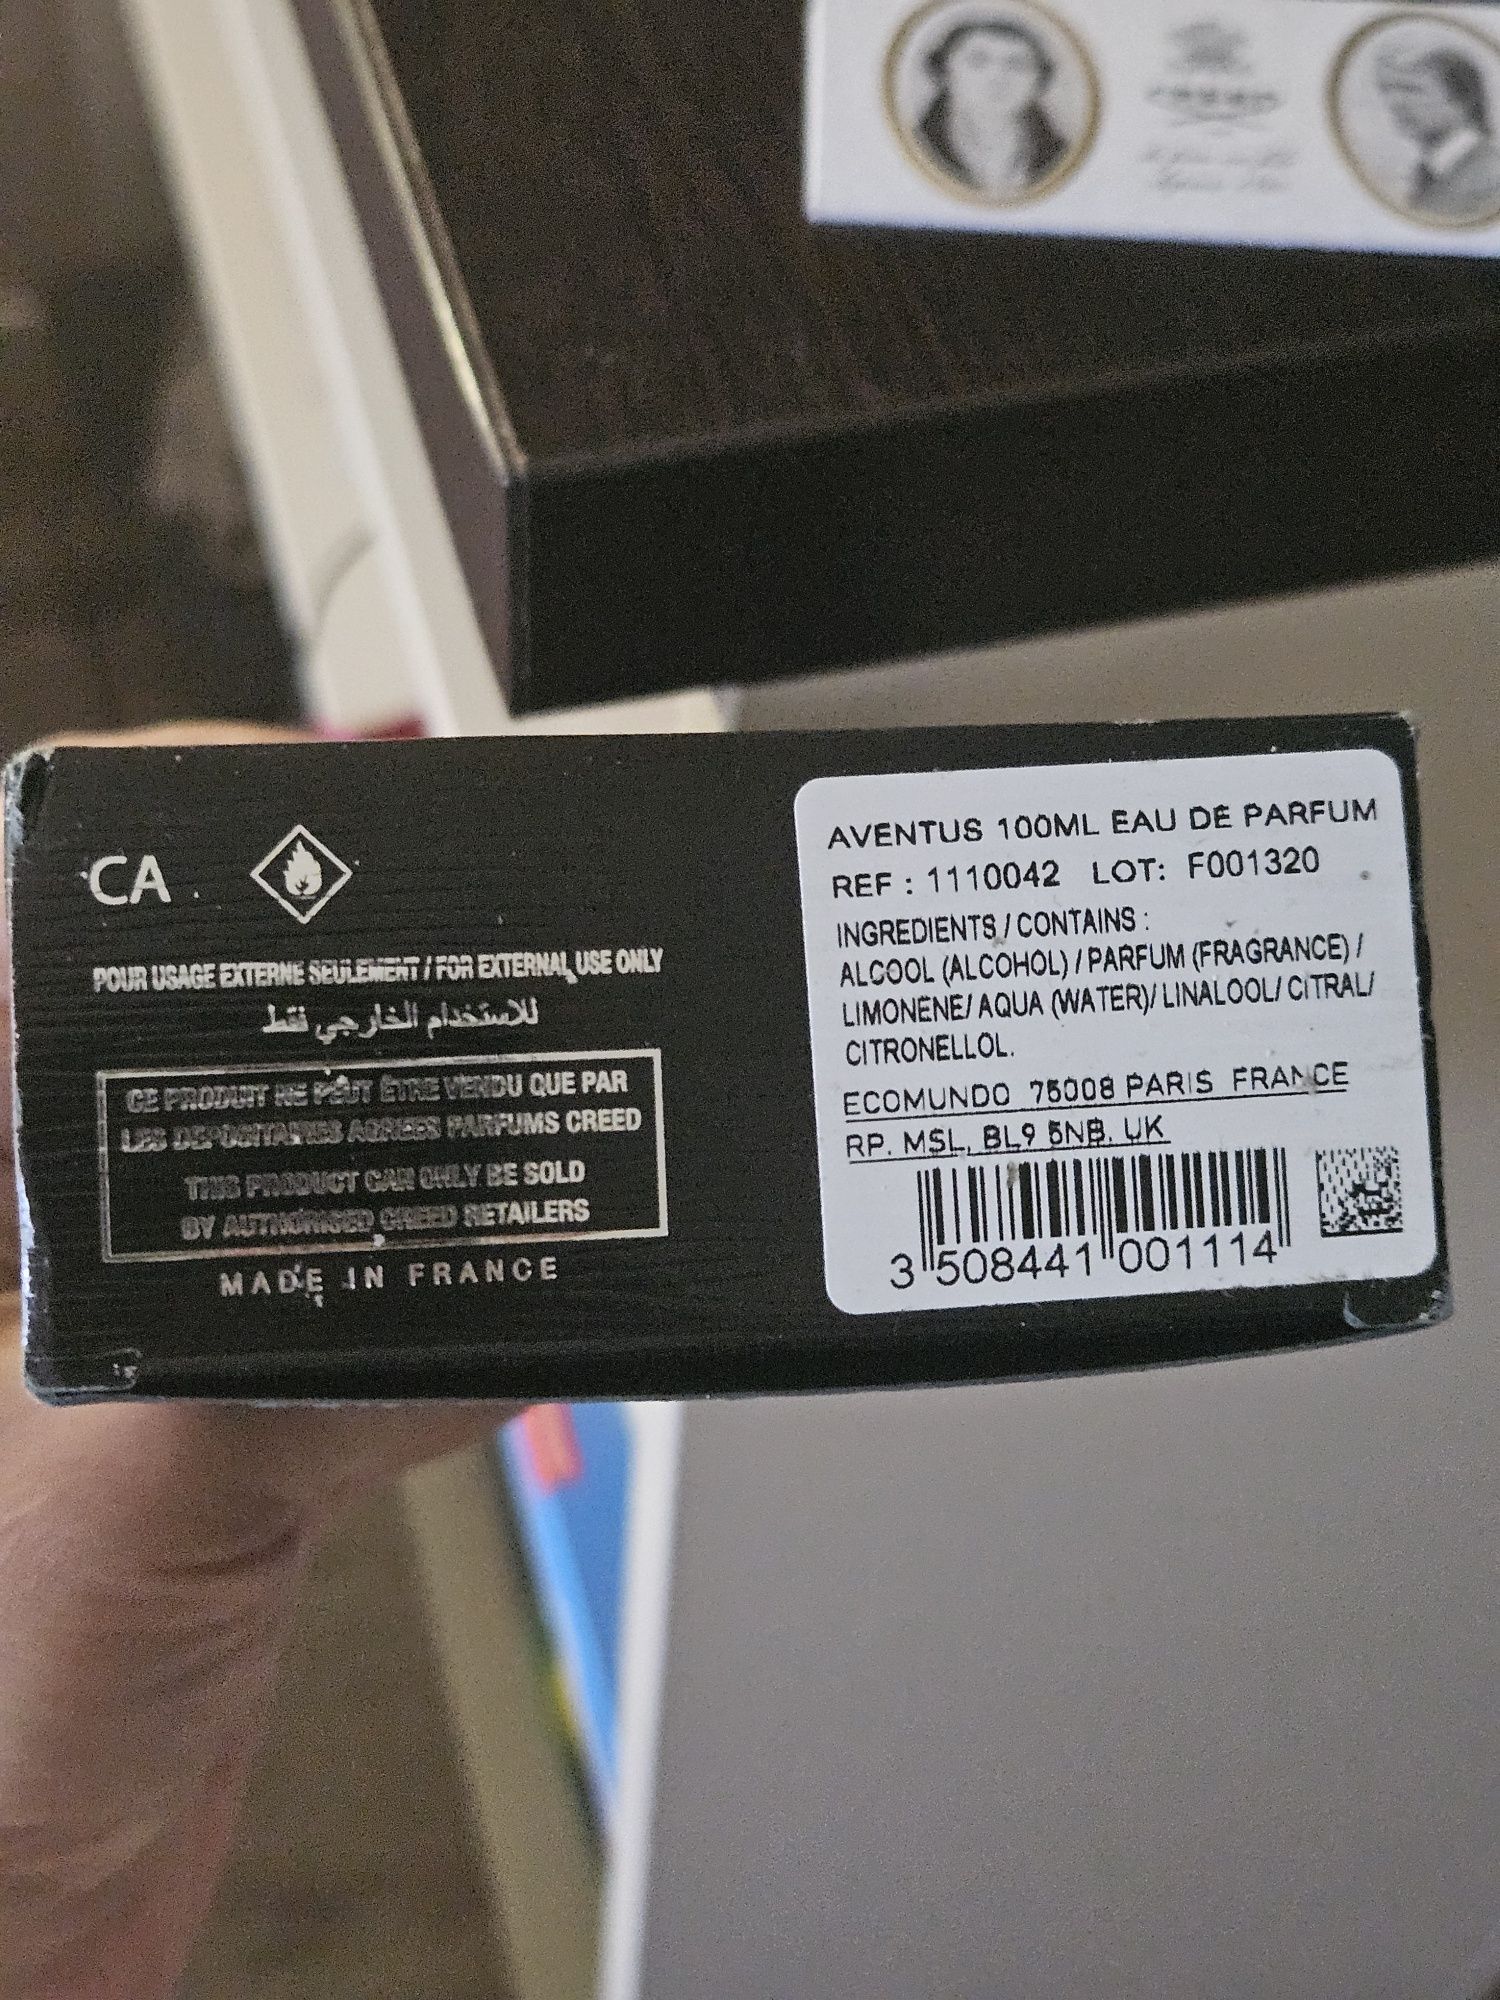 CREED
CA
POUR USAGE EXTERNE SEULEMENT / FOR EXTERNAL USE ONLY
للاستخدام الخارجي فقط
CE PRODUIT NE PEUT ÊTRE VENDU QUE PAR
LES DEPOSITAIRES AGREES PARFUMS CREED
THIS PRODUCT CAN ONLY BE SOLD
BY AUTHORISED CREED RETAILERS
MADE IN FRANCE
AVENTUS 100ML EAU DE PARFUM
REF : 1110042 LOT: F001320
INGREDIENTS / CONTAINS :
ALCOOL (ALCOHOL) / PARFUM (FRAGRANCE) /
LIMONENE/ AQUA (WATER)/ LINALOOL/ CITRAL/
CITRONELLOL.
ECOMUNDO 75008 PARIS FRANCE
RP. MSL, BL9 5NB. UK
3 508441 001114